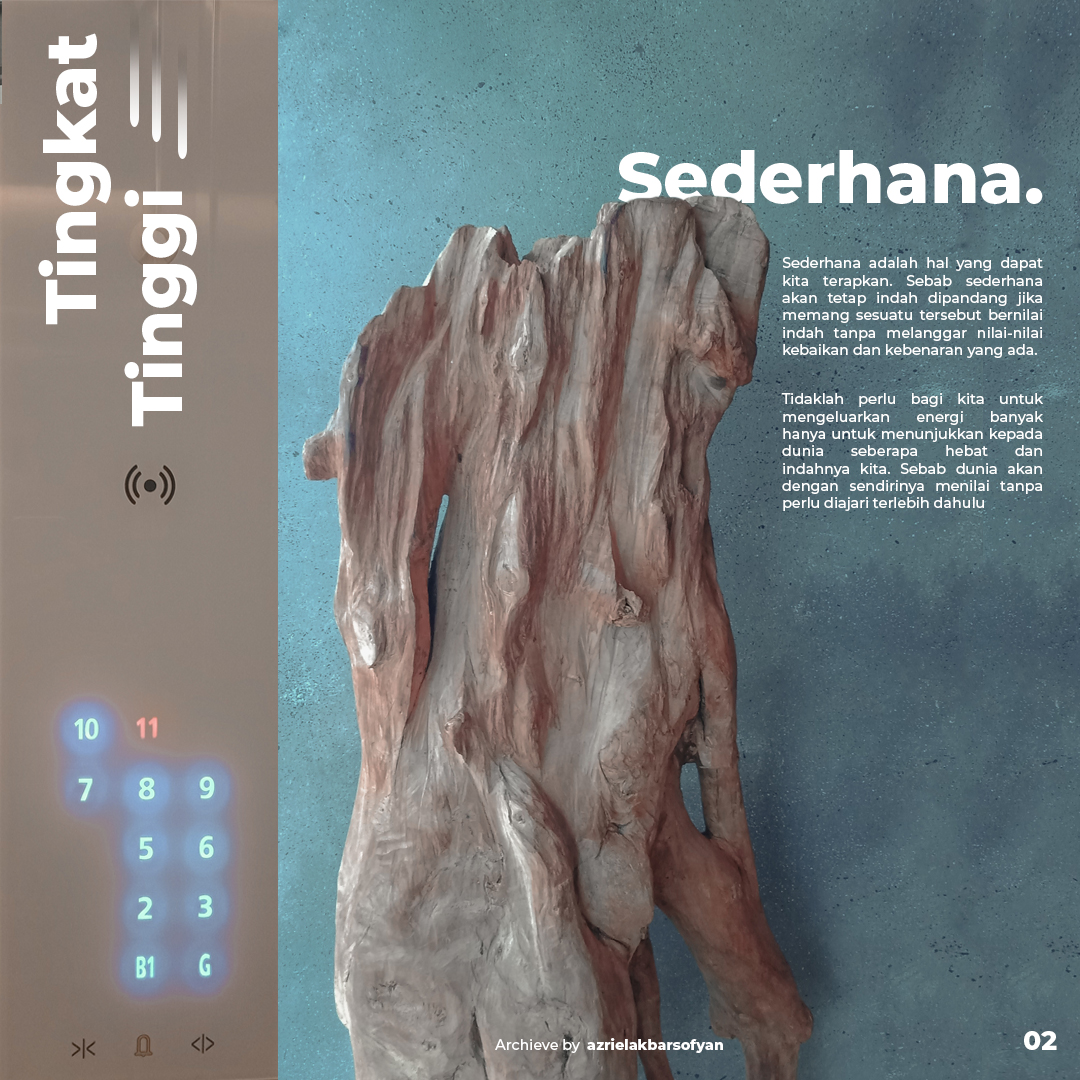 Tingkat
Tinggi
Sederhana.
Sederhana adalah hal yang dapat
kita terapkan. Sebab sederhana
akan tetap indah dipandang jika
memang sesuatu tersebut bernilai
indah tanpa melanggar nilai-nilai
kebaikan dan kebenaran yang ada.
Tidaklah perlu bagi kita untuk
mengeluarkan energi banyak
hanya untuk menunjukkan kepada
dunia seberapa hebat dan
indahnya kita. Sebab dunia akan
dengan sendirinya menilai tanpa
perlu diajari terlebih dahulu
10 11
7 8 9
5 6
2 3
B1 G
Archieve by azrielakbarsofyan
02